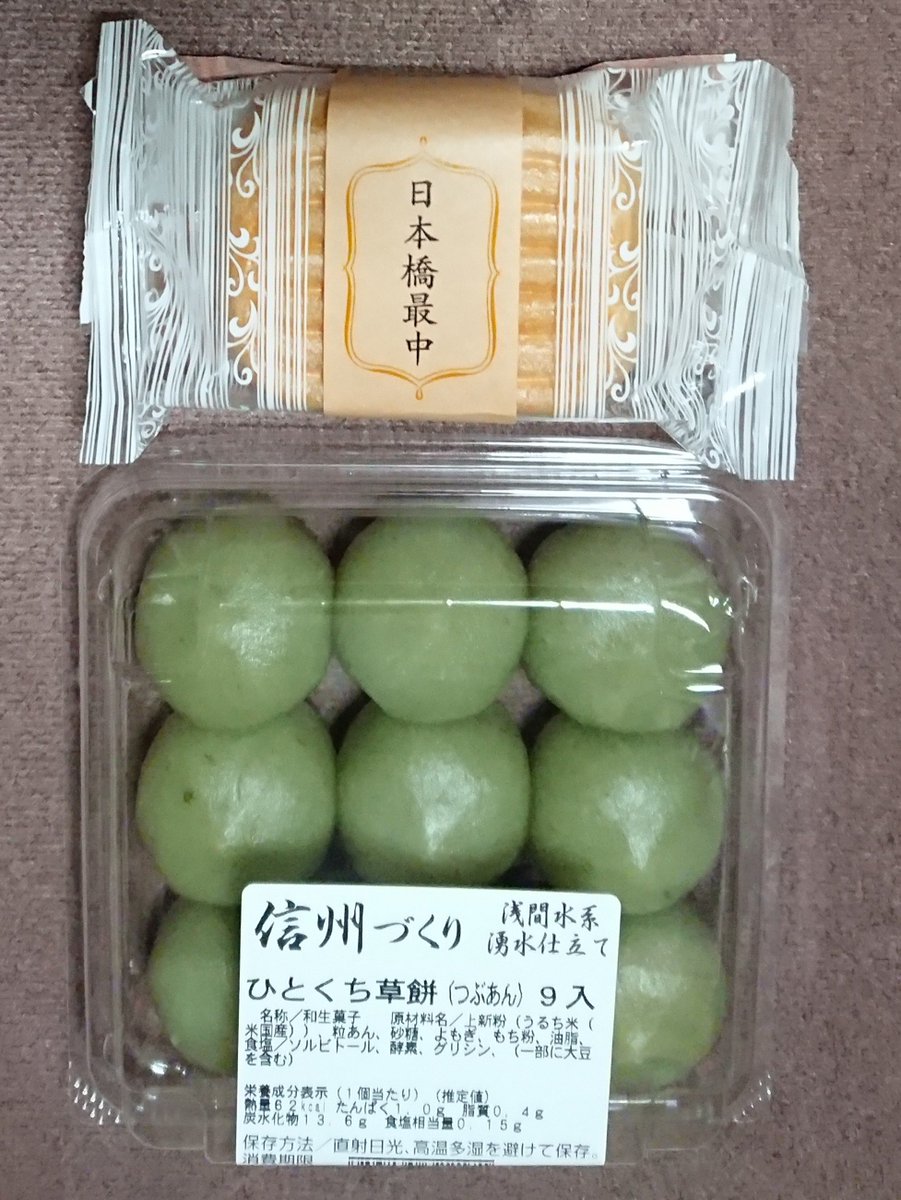 日本橋最中
信州づくり
浅間水系
湧水仕立て
ひとくち草餅（つぶあん）９入
名称／和生菓子　原材料名／上新粉（うるち米（
米国産））、粒あん、砂糖、よもぎ、もち粉、油脂、
食塩／ソルビトール、酵素、グリシン、（一部に大豆
を含む）
栄養成分表示（１個当たり）（推定値）
熱量６２kcal たんぱく１．０g 脂質０．４g
炭水化物１３．６g 食塩相当量０．１５g
保存方法／直射日光、高温多湿を避けて保存。
消費期限